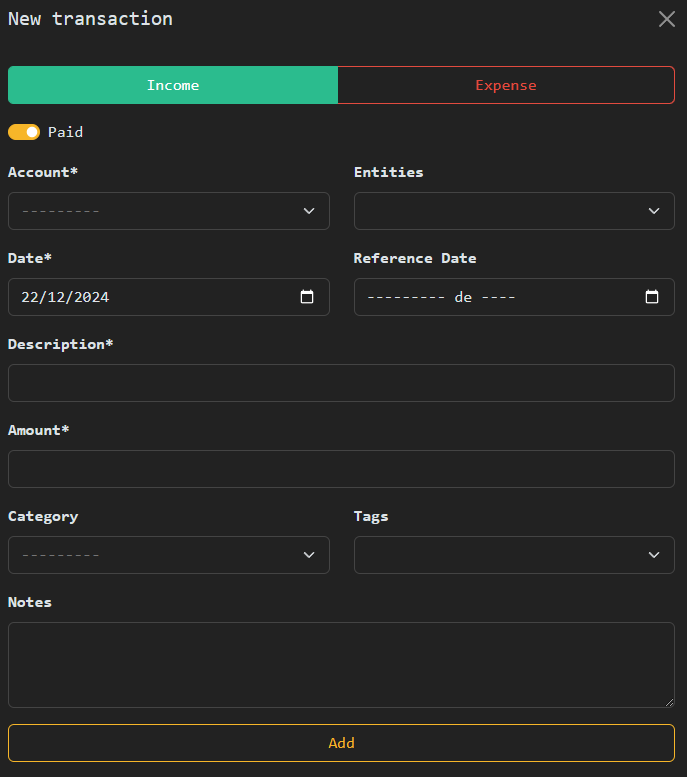 New transaction
Income Expense
Paid
Account* Entities
---------
Date* Reference Date
22/12/2024 --------- de ----
Description*
Amount*
Category Tags
---------
Notes
Add